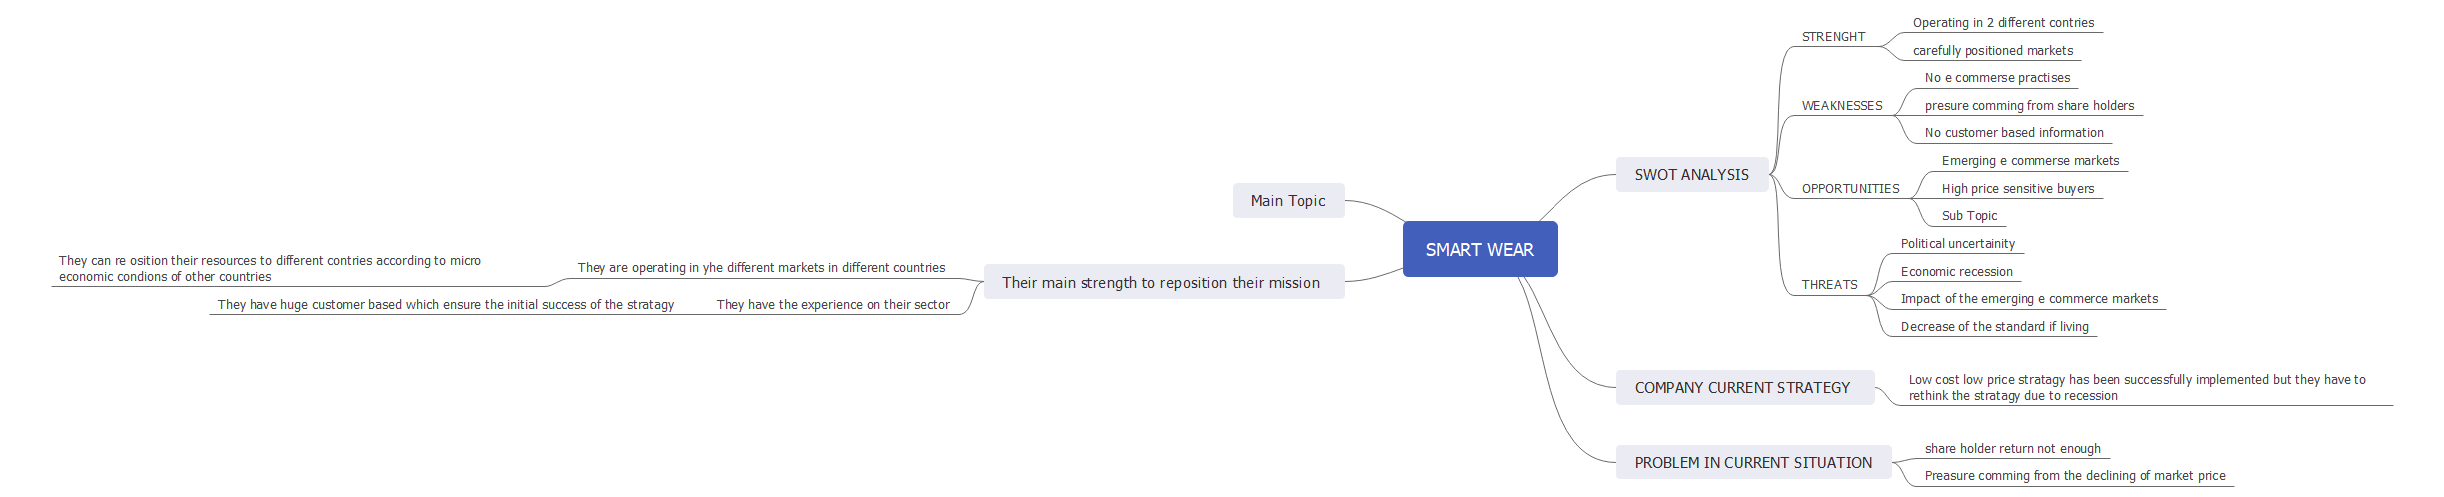 SMART WEAR
SWOT ANALYSIS
STRENGHT
Operating in 2 different contries
carefully positioned markets
WEAKNESSES
No e commerse practises
presure comming from share holders
No customer based information
OPPORTUNITIES
Emerging e commerse markets
High price sensitive buyers
Sub Topic
THREATS
Political uncertainity
Economic recession
Impact of the emerging e commerce markets
Decrease of the standard if living
COMPANY CURRENT STRATEGY
Low cost low price stratagy has been successfully implemented but they have to
rethink the stratagy due to recession
PROBLEM IN CURRENT SITUATION
share holder return not enough
Preasure comming from the declining of market price
Main Topic
Their main strength to reposition their mission
They are operating in yhe different markets in different countries
They can re osition their resources to different contries according to micro
economic condions of other countries
They have the experience on their sector
They have huge customer based which ensure the initial success of the stratagy